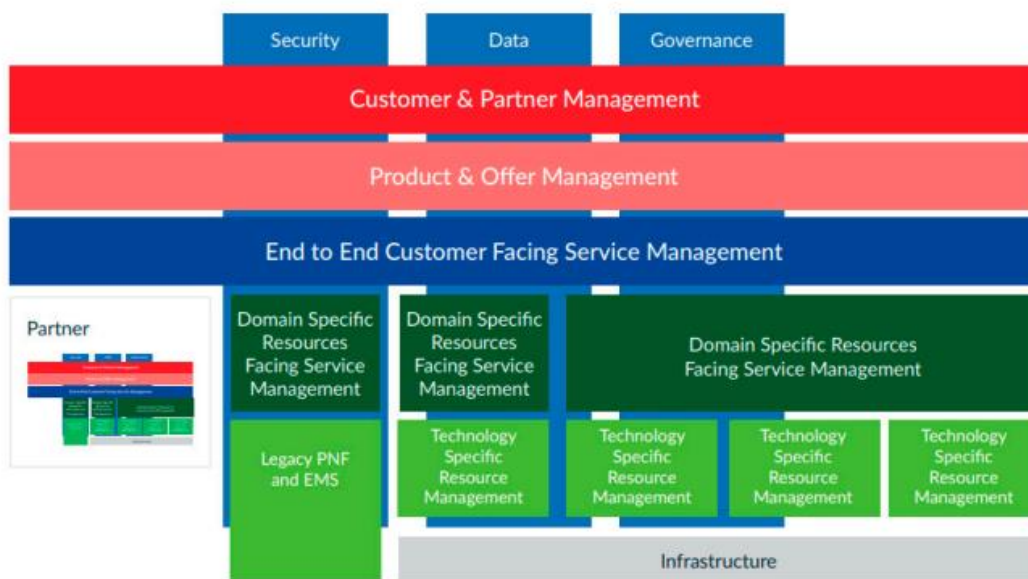 Security
Data
Governance
Customer & Partner Management
Product & Offer Management
End to End Customer Facing Service Management
Partner
Domain Specific
Resources
Facing Service
Management
Domain Specific
Resources
Facing Service
Management
Domain Specific Resources
Facing Service Management
Legacy PNF
and EMS
Technology
Specific
Resource
Management
Technology
Specific
Resource
Management
Technology
Specific
Resource
Management
Technology
Specific
Resource
Management
Infrastructure